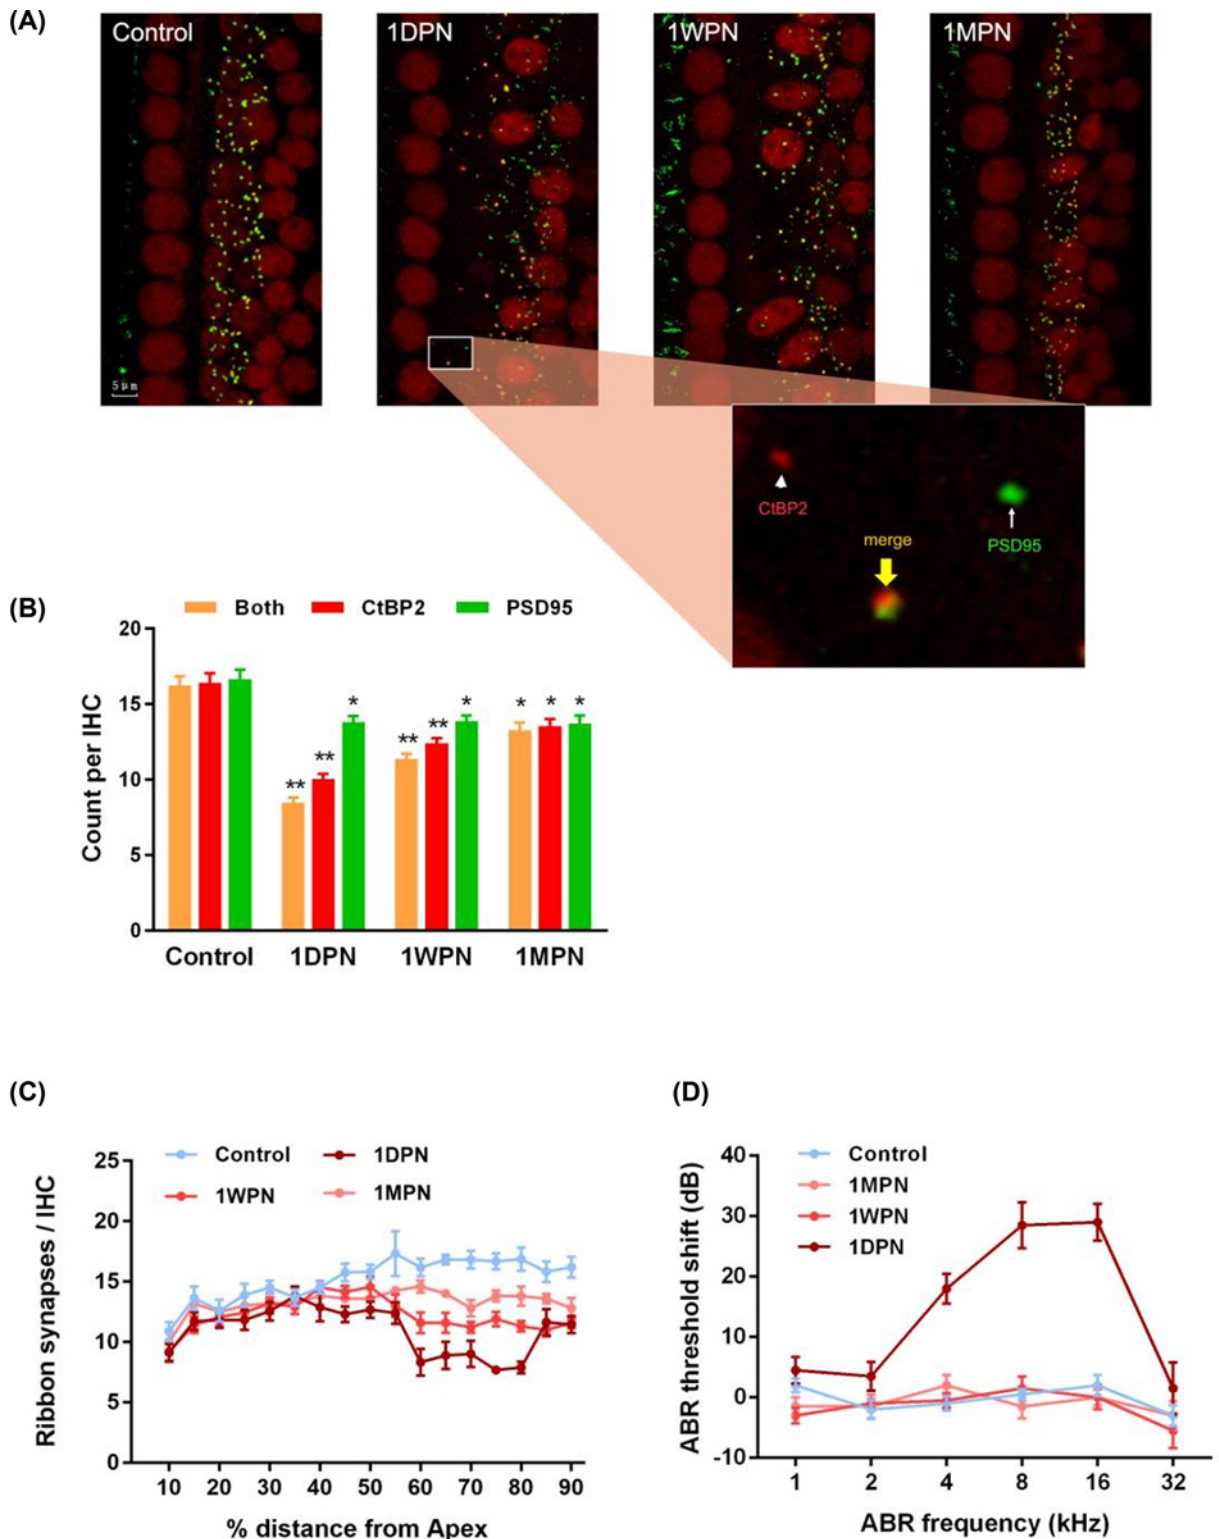 (A)
Control
1DPN
1WPN
1MPN
5 μm
CtBP2
merge
PSD95
(B)
Both CtBP2 PSD95
Count per IHC
20
15
10
5
0
** ** *
** ** *
* * *
Control 1DPN 1WPN 1MPN
(C)
Control 1DPN
1WPN 1MPN
Ribbon synapses / IHC
25
20
15
10
5
0
10 20 30 40 50 60 70 80 90
% distance from Apex
(D)
Control
1MPN
1WPN
1DPN
ABR threshold shift (dB)
40
30
20
10
0
-10
1 2 4 8 16 32
ABR frequency (kHz)